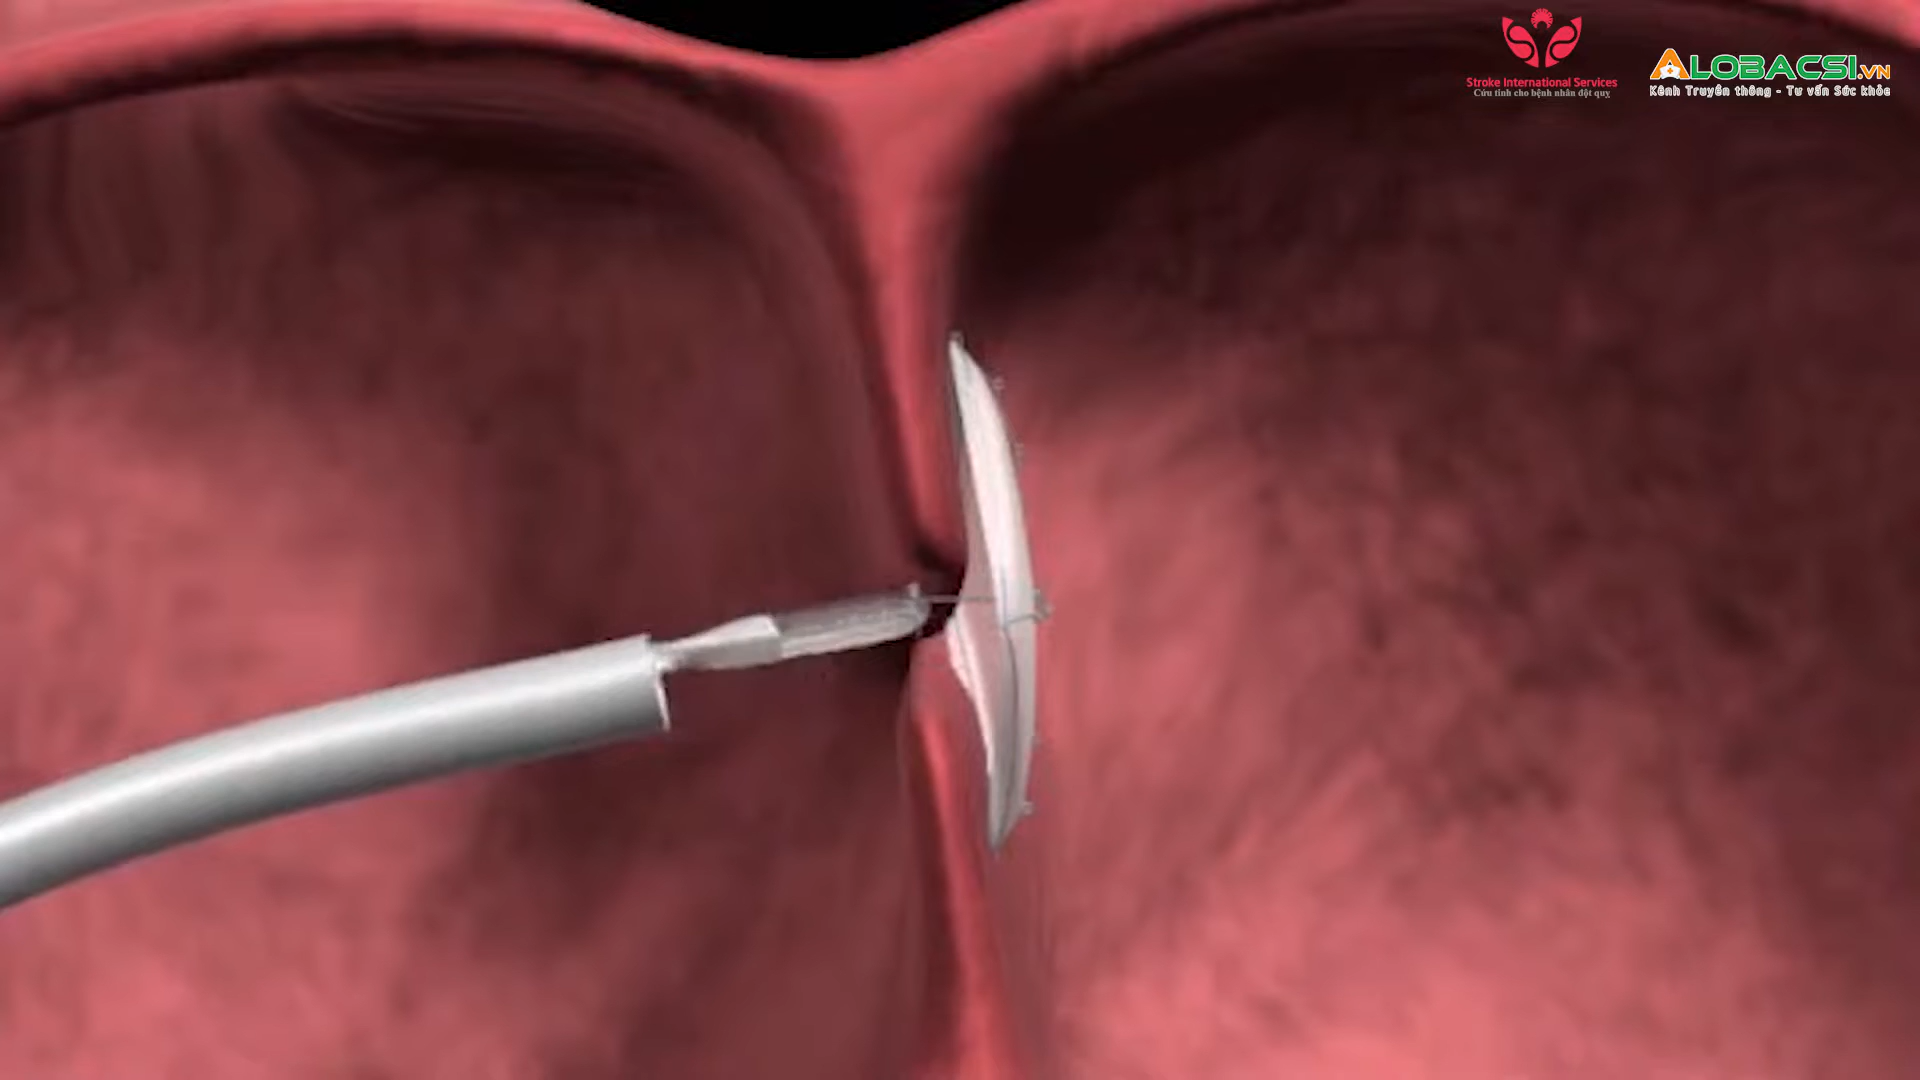 Stroke International Services
Cứu tinh cho bệnh nhân đột quỵ
ALOBACSI.VN
Kênh Truyền thông - Tư vấn Sức khỏe